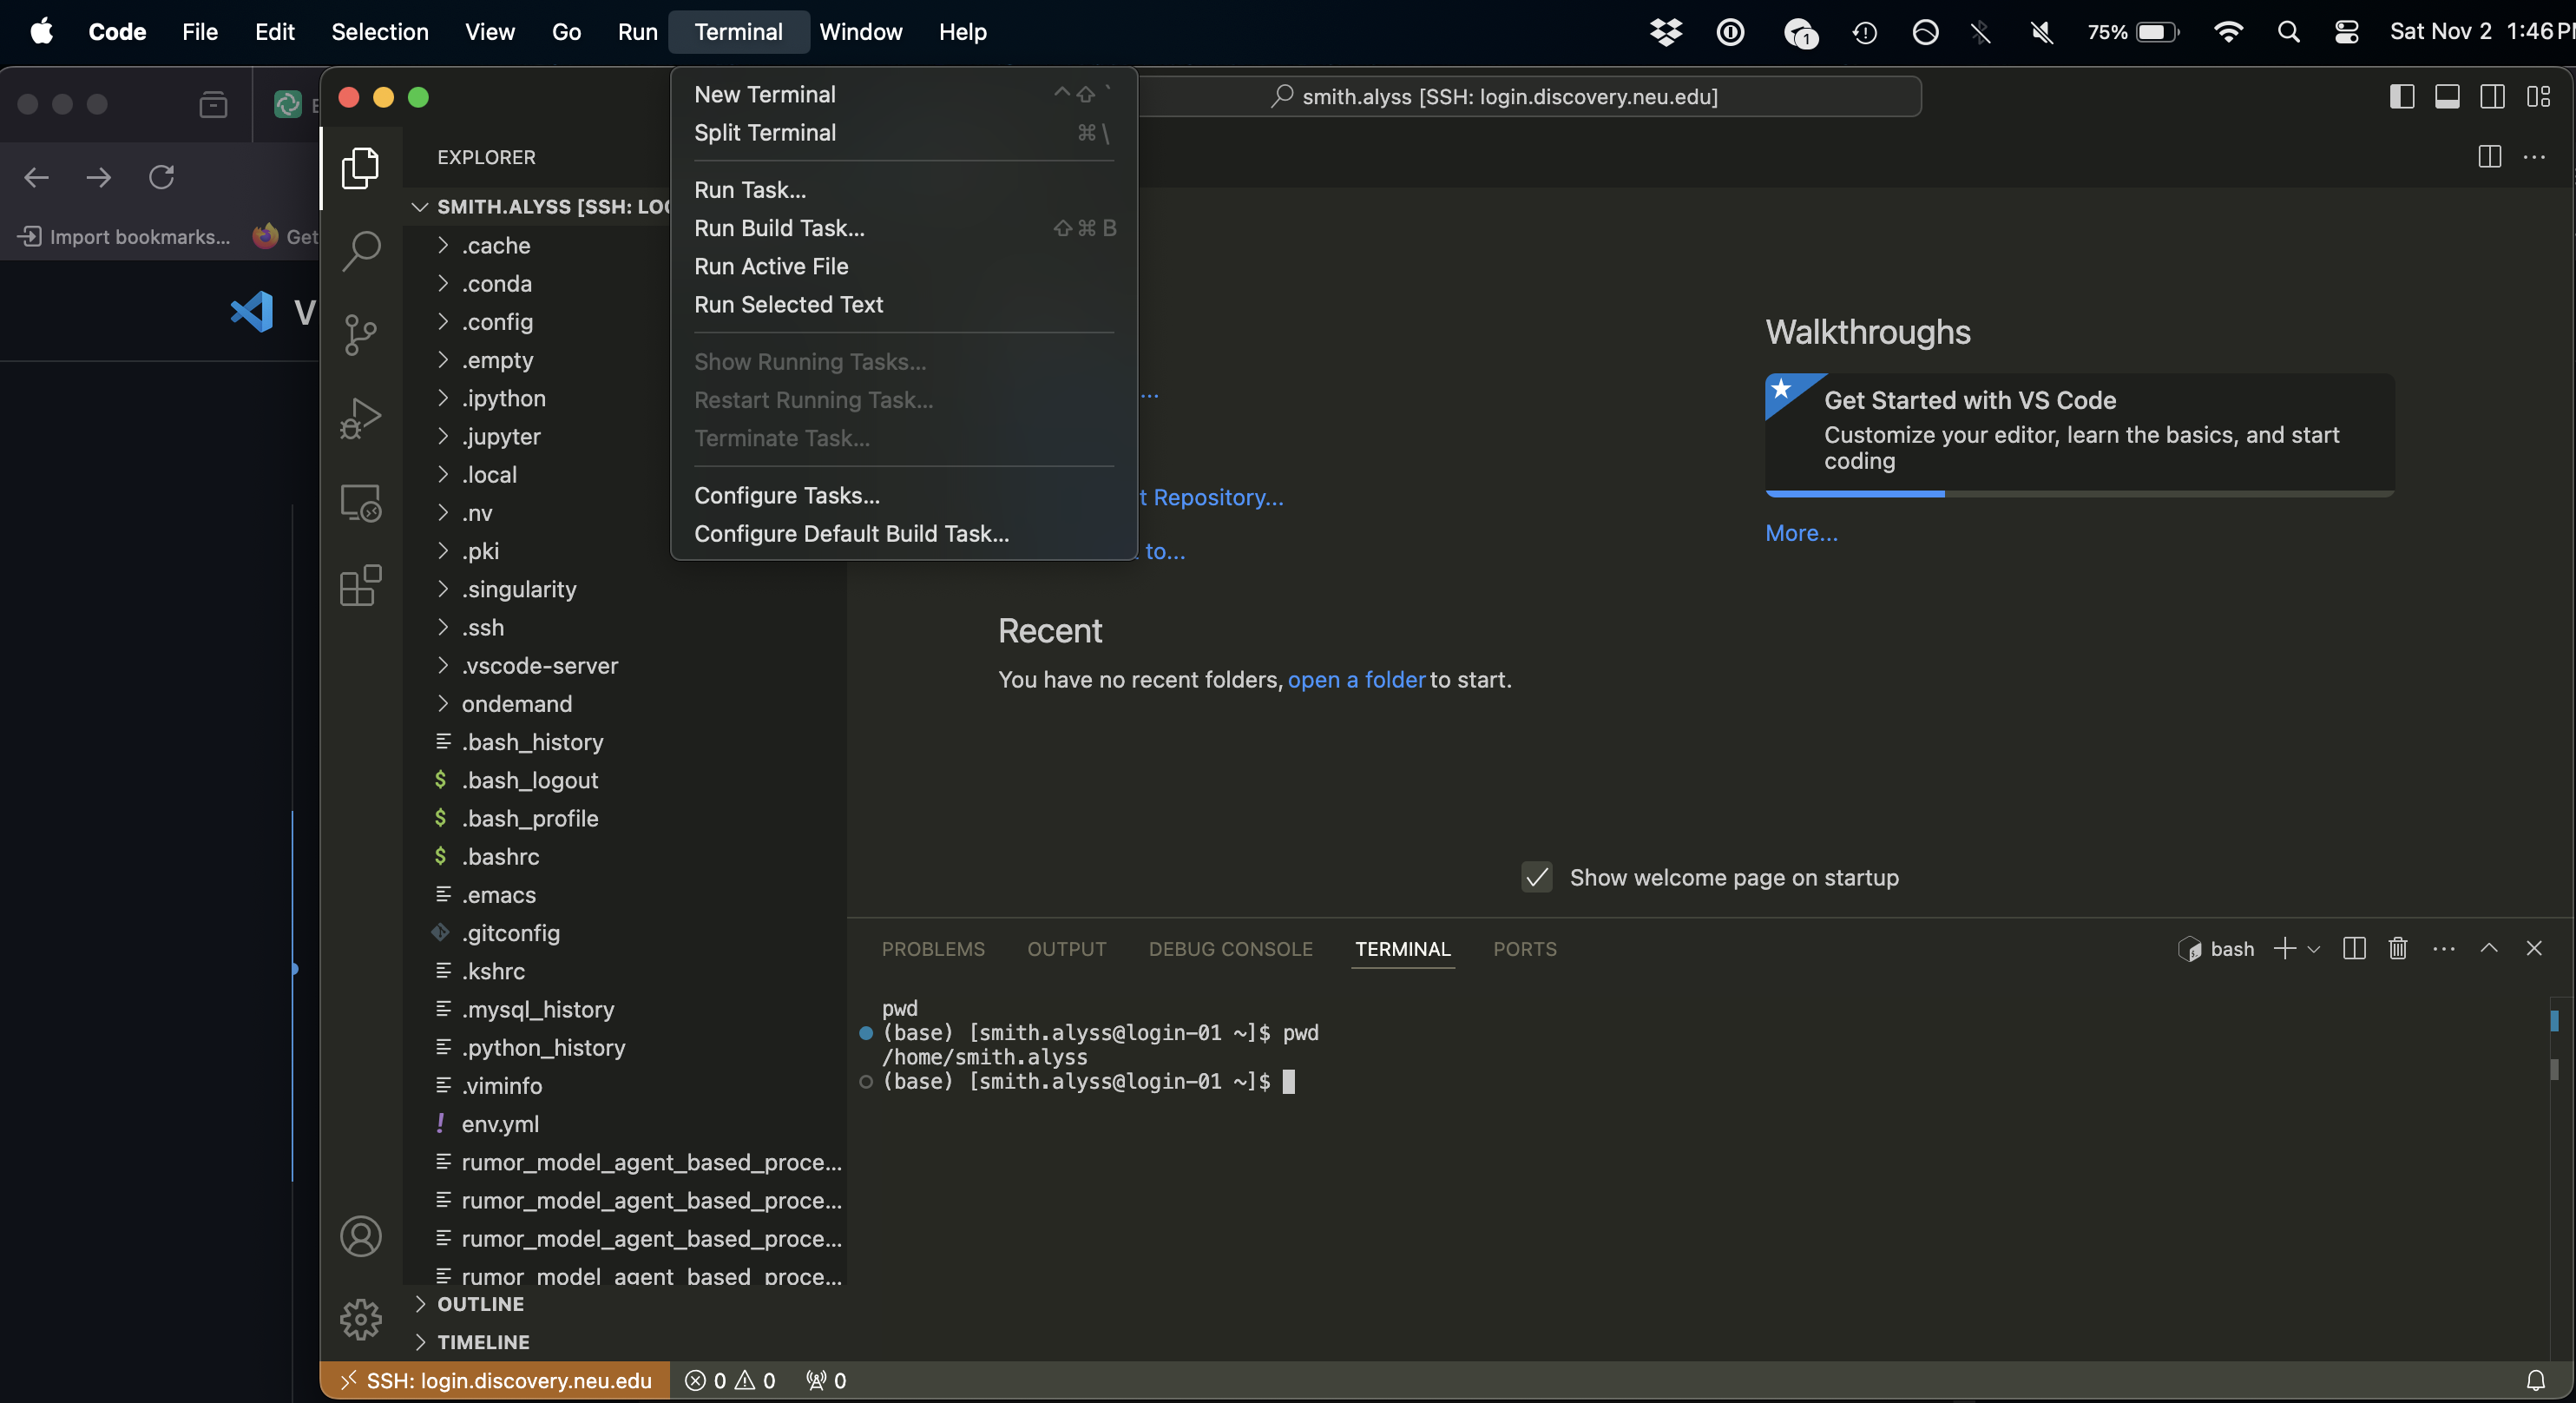 Code File Edit Selection View Go Run Terminal Window Help 1 75% Sat Nov 2 1:46P
smith.alyss [SSH: login.discovery.neu.edu]
Import bookmarks... Get
V
EXPLORER
SMITH.ALYSS [SSH: LO
.cache
.conda
.config
.empty
.ipython
.jupyter
.local
.nv
.pki
.singularity
.ssh
.vscode-server
ondemand
.bash_history
$ .bash_logout
$ .bash_profile
$ .bashrc
.emacs
.gitconfig
.kshrc
.mysql_history
.python_history
.viminfo
! env.yml
rumor_model_agent_based_proce...
rumor_model_agent_based_proce...
rumor_model_agent_based_proce...
rumor_model_agent_based_proce...
OUTLINE
TIMELINE
New Terminal ^⇧`
Split Terminal ⌘\
Run Task...
Run Build Task... ⇧⌘B
Run Active File
Run Selected Text
Show Running Tasks...
Restart Running Task...
Terminate Task...
Configure Tasks...
Configure Default Build Task...
...
t Repository...
to...
Recent
You have no recent folders, open a folder to start.
Walkthroughs
Get Started with VS Code
Customize your editor, learn the basics, and start
coding
More...
Show welcome page on startup
PROBLEMS OUTPUT DEBUG CONSOLE TERMINAL PORTS bash
pwd
(base) [smith.alyss@login-01 ~]$ pwd
/home/smith.alyss
(base) [smith.alyss@login-01 ~]$
SSH: login.discovery.neu.edu 0 0 0